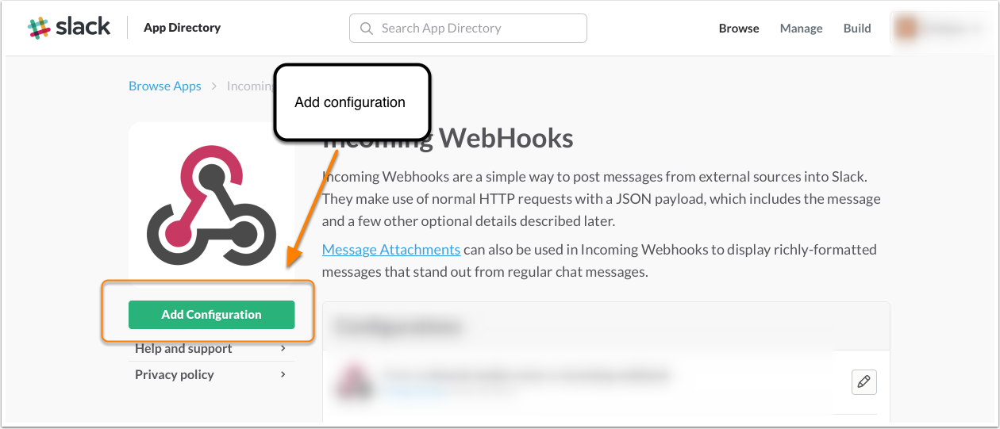 slack
App Directory
Search App Directory
Browse
Manage
Build
Browse Apps > Incoming
Add configuration
Incoming WebHooks
Incoming Webhooks are a simple way to post messages from external sources into Slack.
They make use of normal HTTP requests with a JSON payload, which includes the message
and a few other optional details described later.
Message Attachments can also be used in Incoming Webhooks to display richly-formatted
messages that stand out from regular chat messages.
Add Configuration
Help and support
Privacy policy